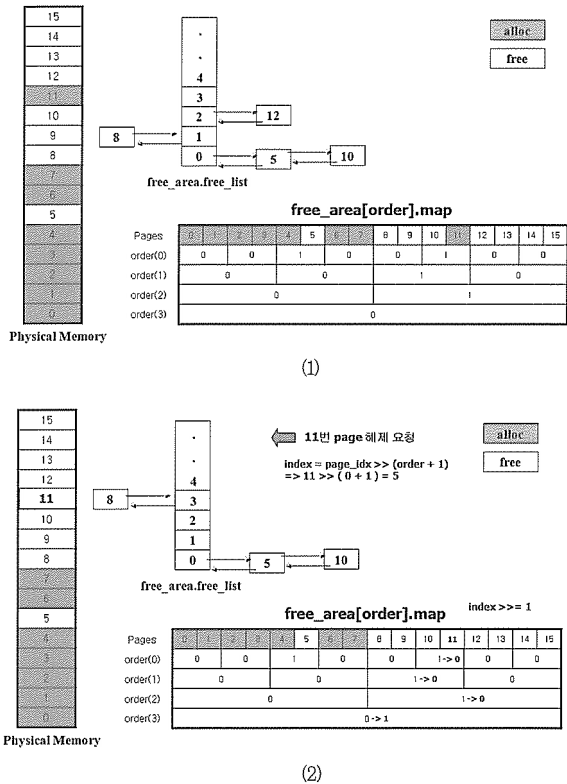 15
14
13
12
11
10
9
8
7
6
5
4
3
2
1
0
Physical Memory
.
.
4
3
2
1
0
8
12
5
10
free_area.free_list
alloc
free
free_area[order].map
Pages 0 1 2 3 4 5 6 7 8 9 10 11 12 13 14 15
order(0) 0 0 1 0 0 1 0 0
order(1) 0 0 1 0
order(2) 0 1
order(3) 0
(1)
15
14
13
12
11
10
9
8
7
6
5
4
3
2
1
0
Physical Memory
.
.
4
3
2
1
0
8
5
10
free_area.free_list
11번 page 해제 요청
index = page_idx >> (order + 1)
=> 11 >> ( 0 + 1 ) = 5
alloc
free
free_area[order].map
index >>= 1
Pages 0 1 2 3 4 5 6 7 8 9 10 11 12 13 14 15
order(0) 0 0 1 0 0 1->0 0 0
order(1) 0 0 1->0 0
order(2) 0 1->0
order(3) 0->1
(2)